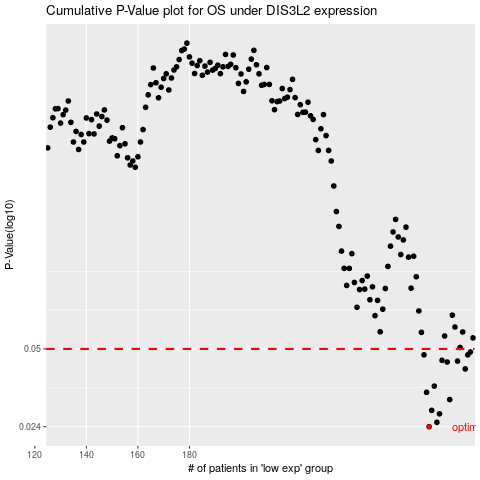 Cumulative P-Value plot for OS under DIS3L2 expression
P-Value(log10)
0.05
0.024
optim
120 140 160 180
# of patients in 'low exp' group